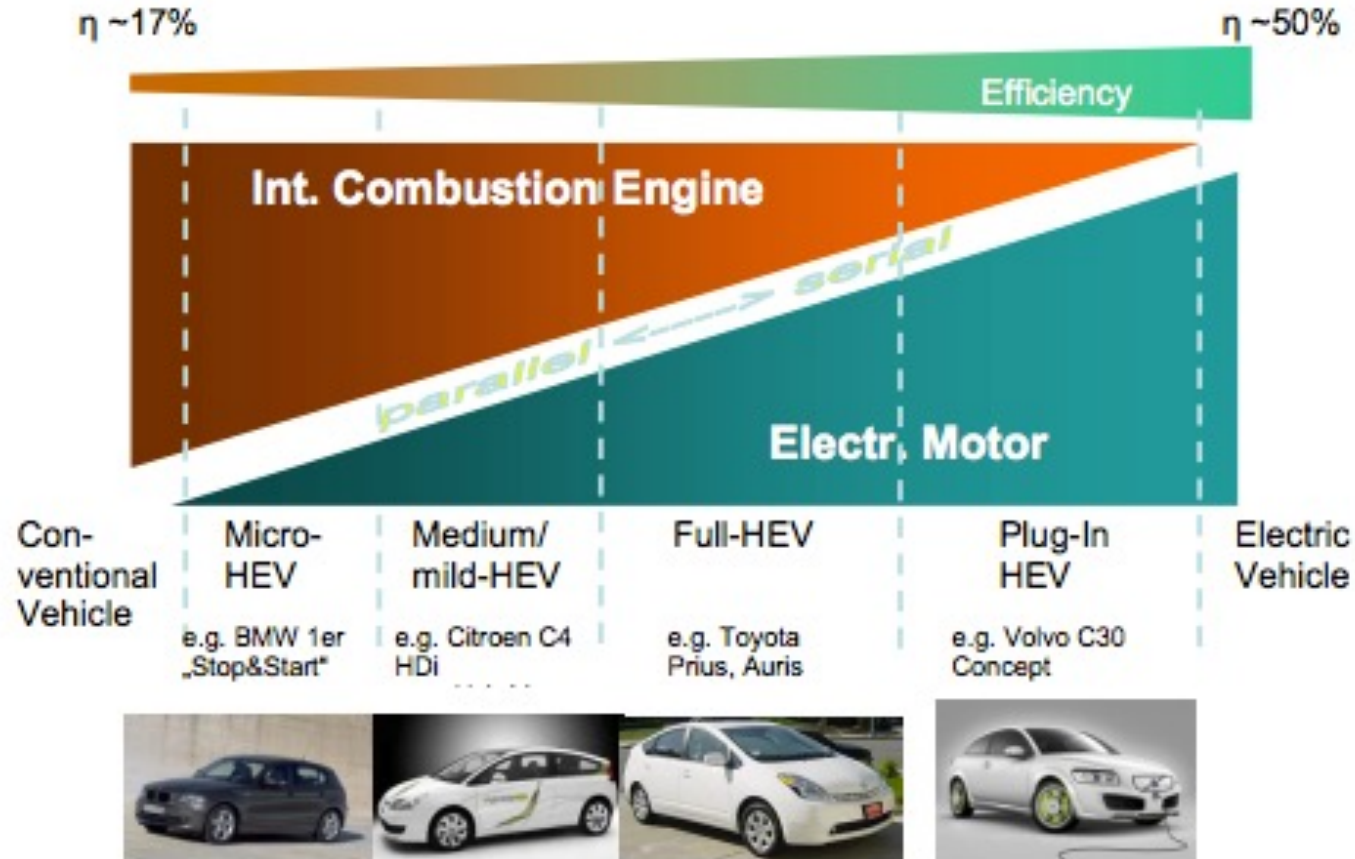 η ~17%
η ~50%
Efficiency
Int. Combustion Engine
parallel <-----> serial
Electr. Motor
Con-
ventional
Vehicle
Micro-
HEV
e.g. BMW 1er
„Stop&Start"
Medium/
mild-HEV
e.g. Citroen C4
HDi
Full-HEV
e.g. Toyota
Prius, Auris
Plug-In
HEV
e.g. Volvo C30
Concept
Electric
Vehicle